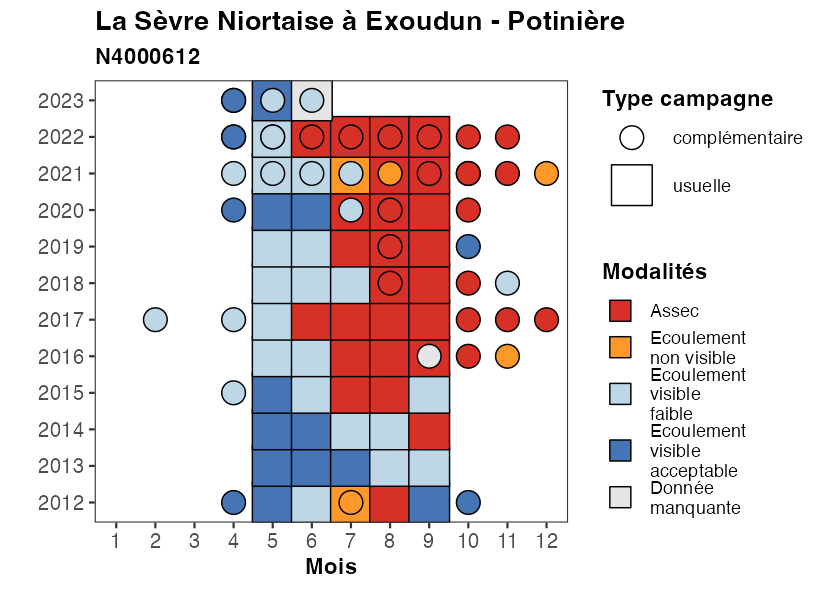 La Sèvre Niortaise à Exoudun - Potinière
N4000612
2023
2022
2021
2020
2019
2018
2017
2016
2015
2014
2013
2012
1 2 3 4 5 6 7 8 9 10 11 12
Mois
Type campagne
complémentaire
usuelle
Modalités
Assec
Ecoulement
non visible
Ecoulement
visible
faible
Ecoulement
visible
acceptable
Donnée
manquante